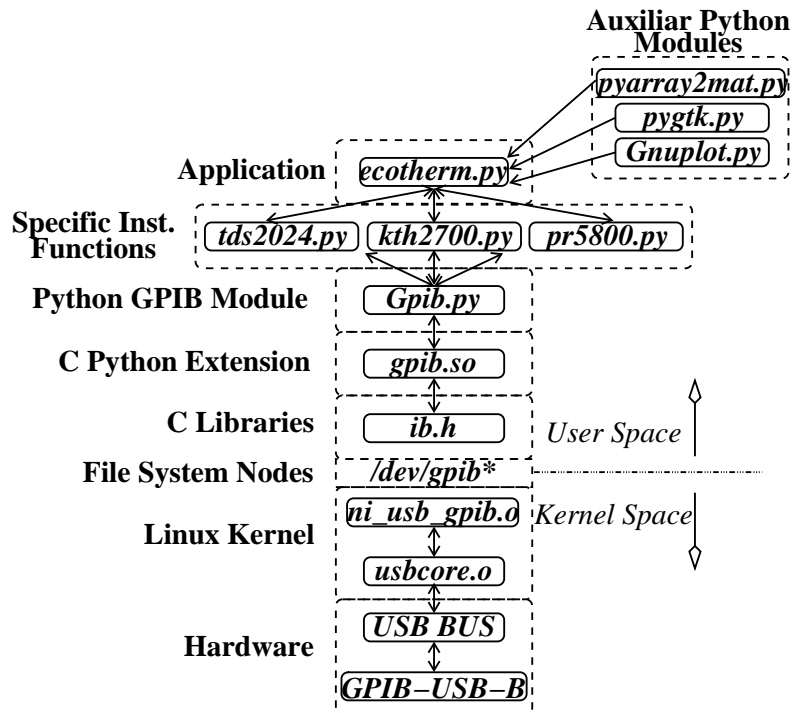 Auxiliar Python
Modules
pyarray2mat.py
pygtk.py
Gnuplot.py
Application
ecotherm.py
Specific Inst.
Functions
tds2024.py
kth2700.py
pr5800.py
Python GPIB Module
Gpib.py
C Python Extension
gpib.so
C Libraries
ib.h
User Space
File System Nodes
/dev/gpib*
Linux Kernel
ni_usb_gpib.o
Kernel Space
usbcore.o
Hardware
USB BUS
GPIB−USB−B